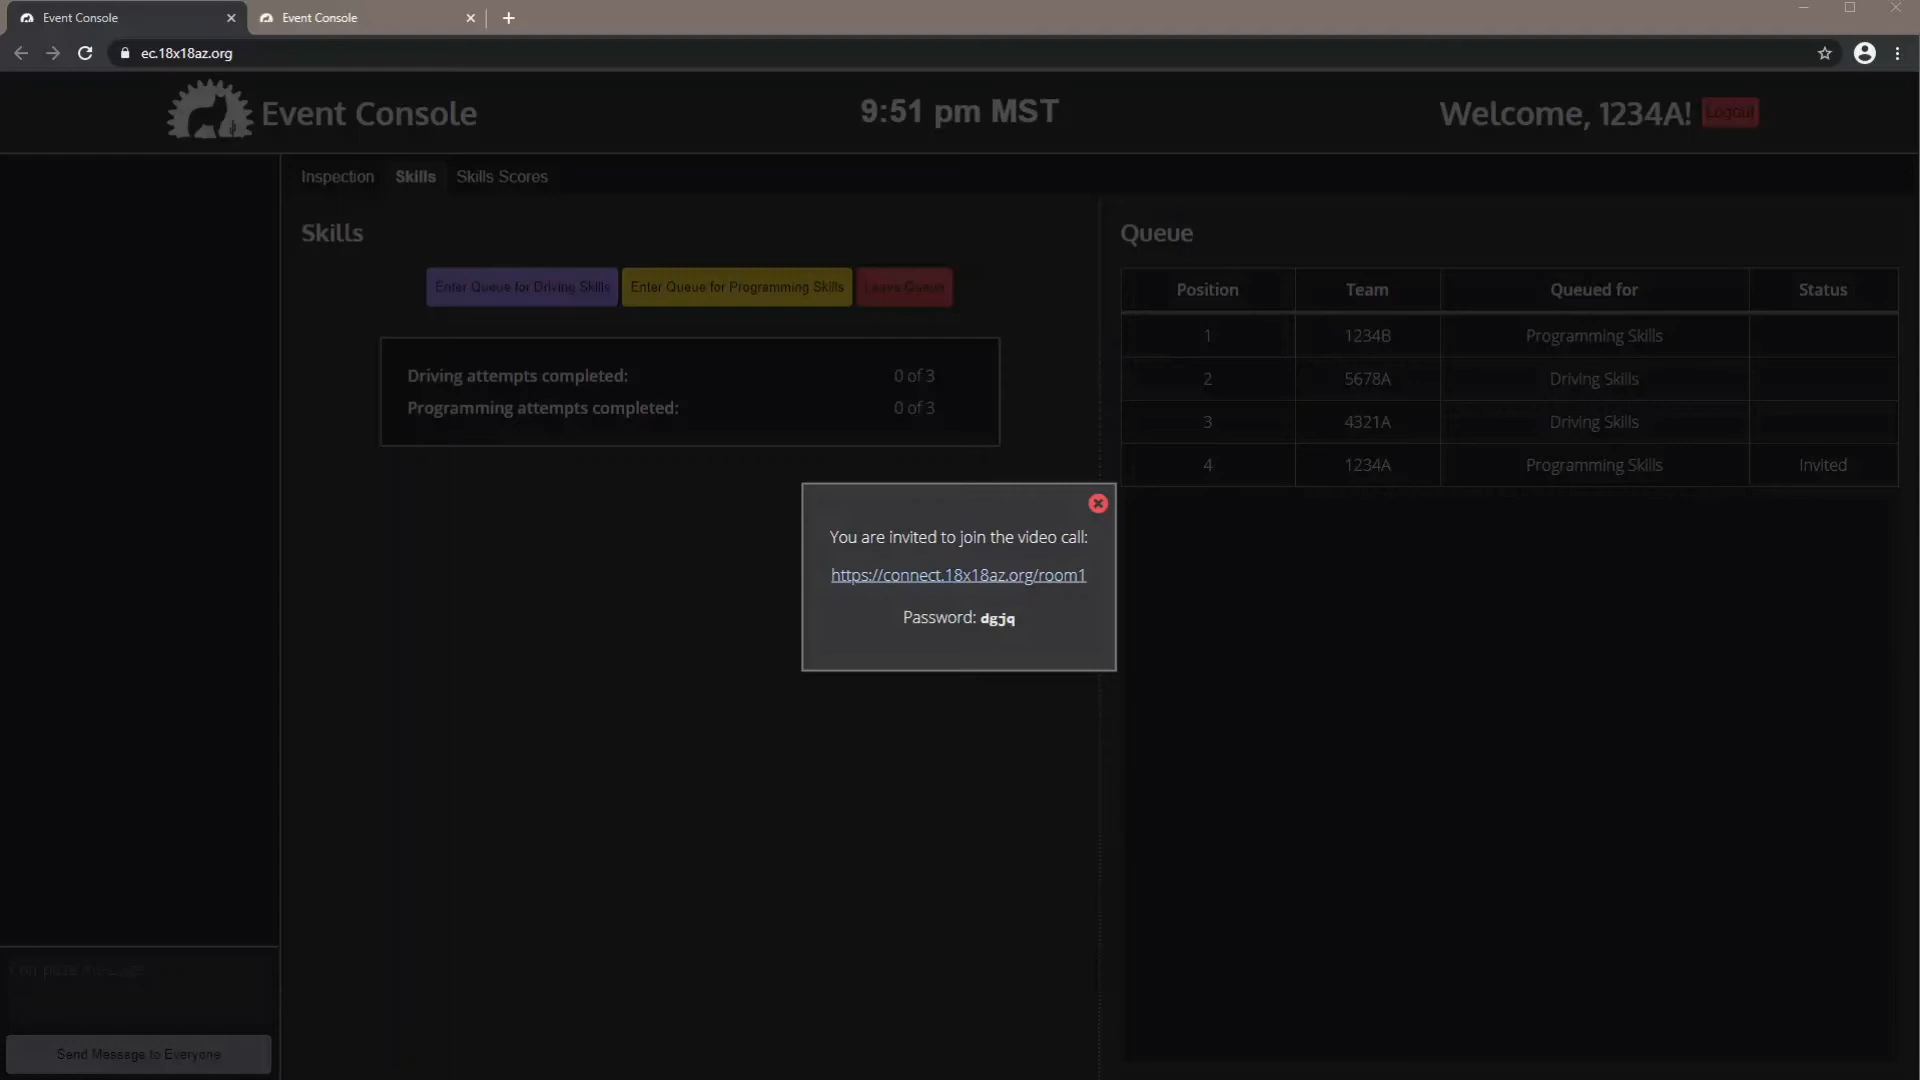 Event Console
Event Console
ec.18x18az.org
Event Console
9:51 pm MST
Welcome, 1234A!
Logout
Inspection
Skills
Skills Scores
Skills
Enter Queue for Driving Skills
Enter Queue for Programming Skills
Leave Queue
Driving attempts completed: 0 of 3
Programming attempts completed: 0 of 3
Queue
Position Team Queued for Status
1 1234B Programming Skills
2 5678A Driving Skills
3 4321A Driving Skills
4 1234A Programming Skills Invited
You are invited to join the video call:
https://connect.18x18az.org/room1
Password: dgjq
Compose message
Send Message to Everyone